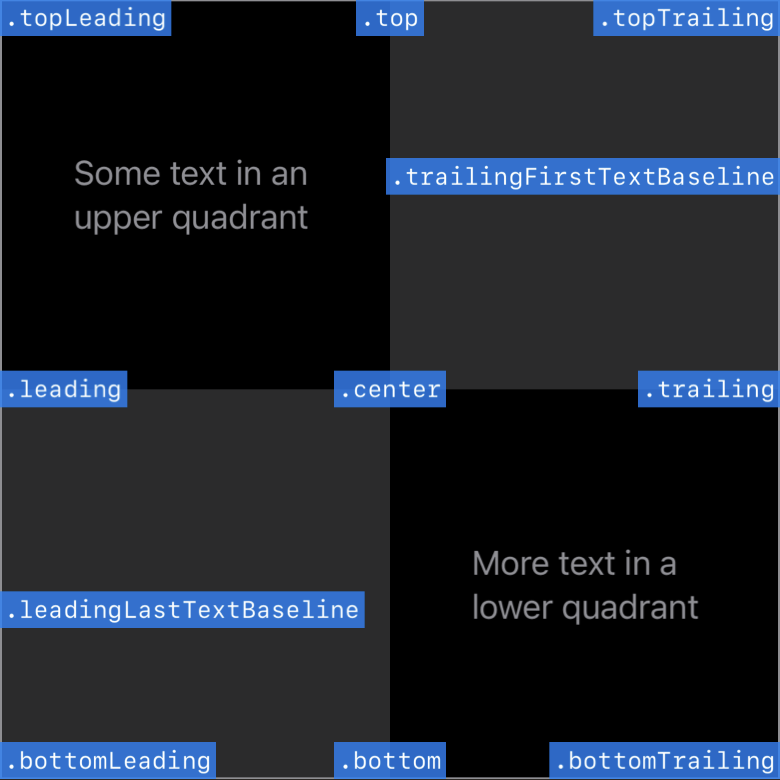 .topLeading
.top
.topTrailing
Some text in an
upper quadrant
.trailingFirstTextBaseline
.leading
.center
.trailing
More text in a
lower quadrant
.leadingLastTextBaseline
.bottomLeading
.bottom
.bottomTrailing